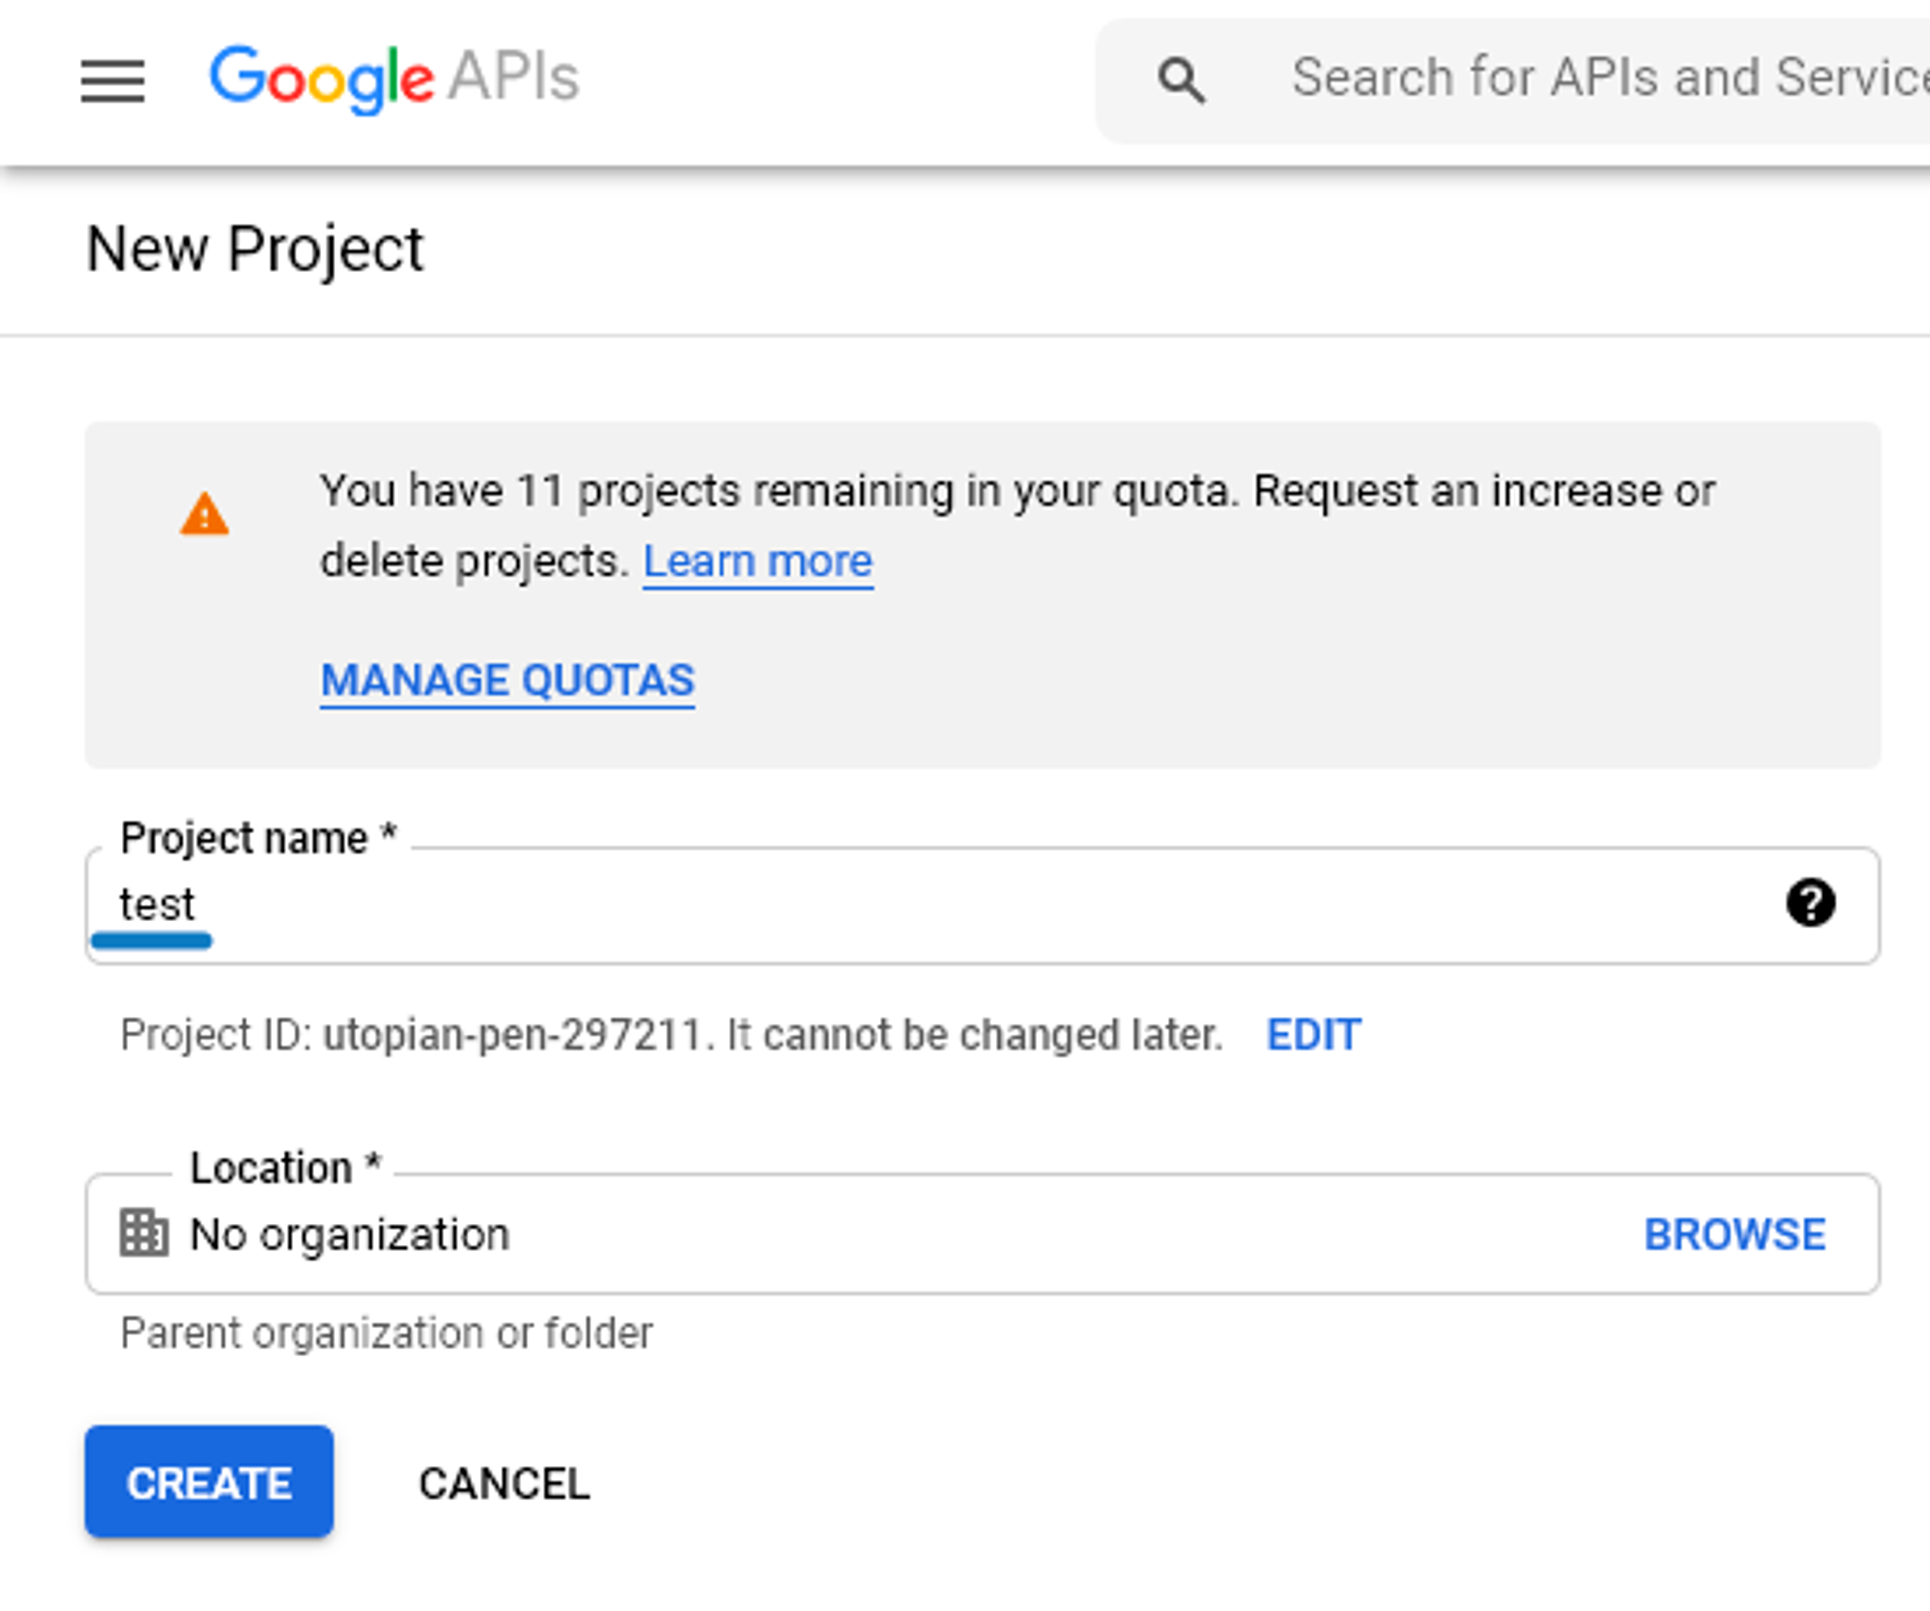 Google APIs
Search for APIs and Service
New Project
You have 11 projects remaining in your quota. Request an increase or
delete projects. Learn more
MANAGE QUOTAS
Project name *
test
Project ID: utopian-pen-297211. It cannot be changed later. EDIT
Location *
No organization BROWSE
Parent organization or folder
CREATE CANCEL